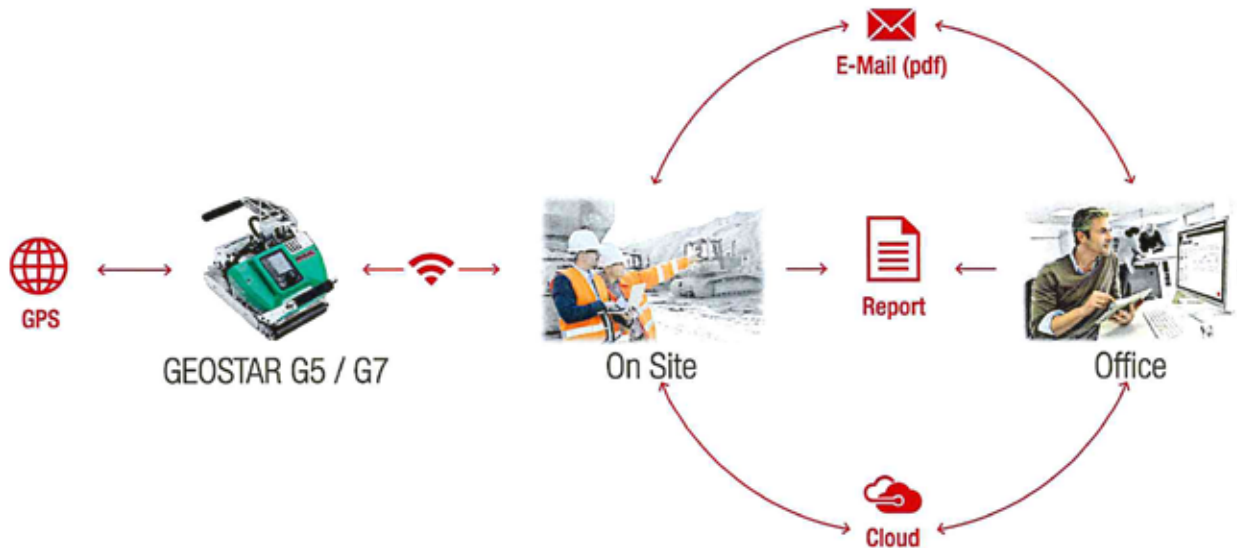 E-Mail (pdf)
GPS
GEOSTAR G5 / G7
On Site
Report
Office
Cloud